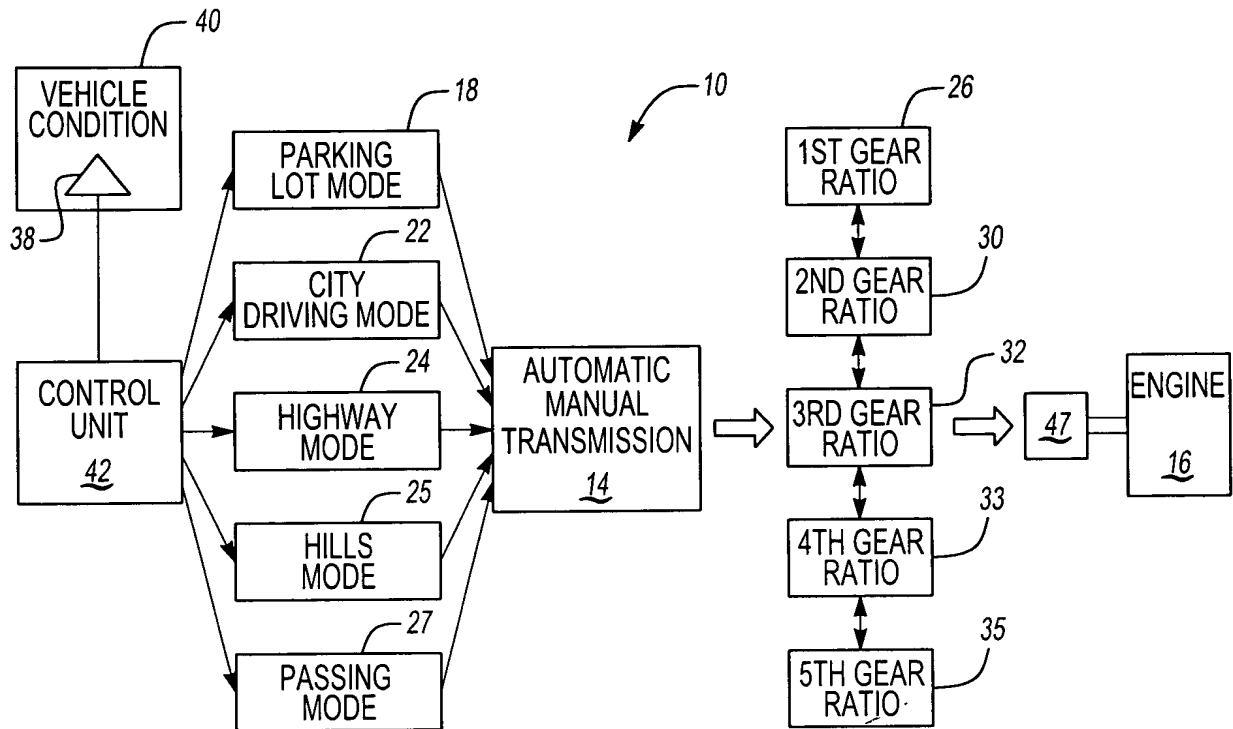 40
VEHICLE
CONDITION
38
18
PARKING
LOT MODE
22
CITY
DRIVING MODE
24
HIGHWAY
MODE
25
HILLS
MODE
27
PASSING
MODE
CONTROL
UNIT
42
10
AUTOMATIC
MANUAL
TRANSMISSION
14
26
1ST GEAR
RATIO
30
2ND GEAR
RATIO
32
3RD GEAR
RATIO
33
4TH GEAR
RATIO
35
5TH GEAR
RATIO
47
ENGINE
16